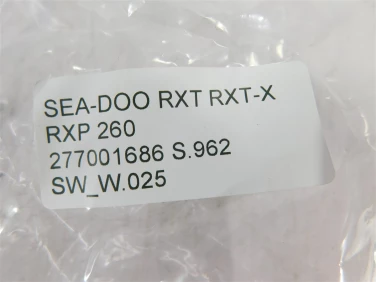 SEA-DOO RXT RXT-X
RXP 260
277001686 S.962
SW_W.025